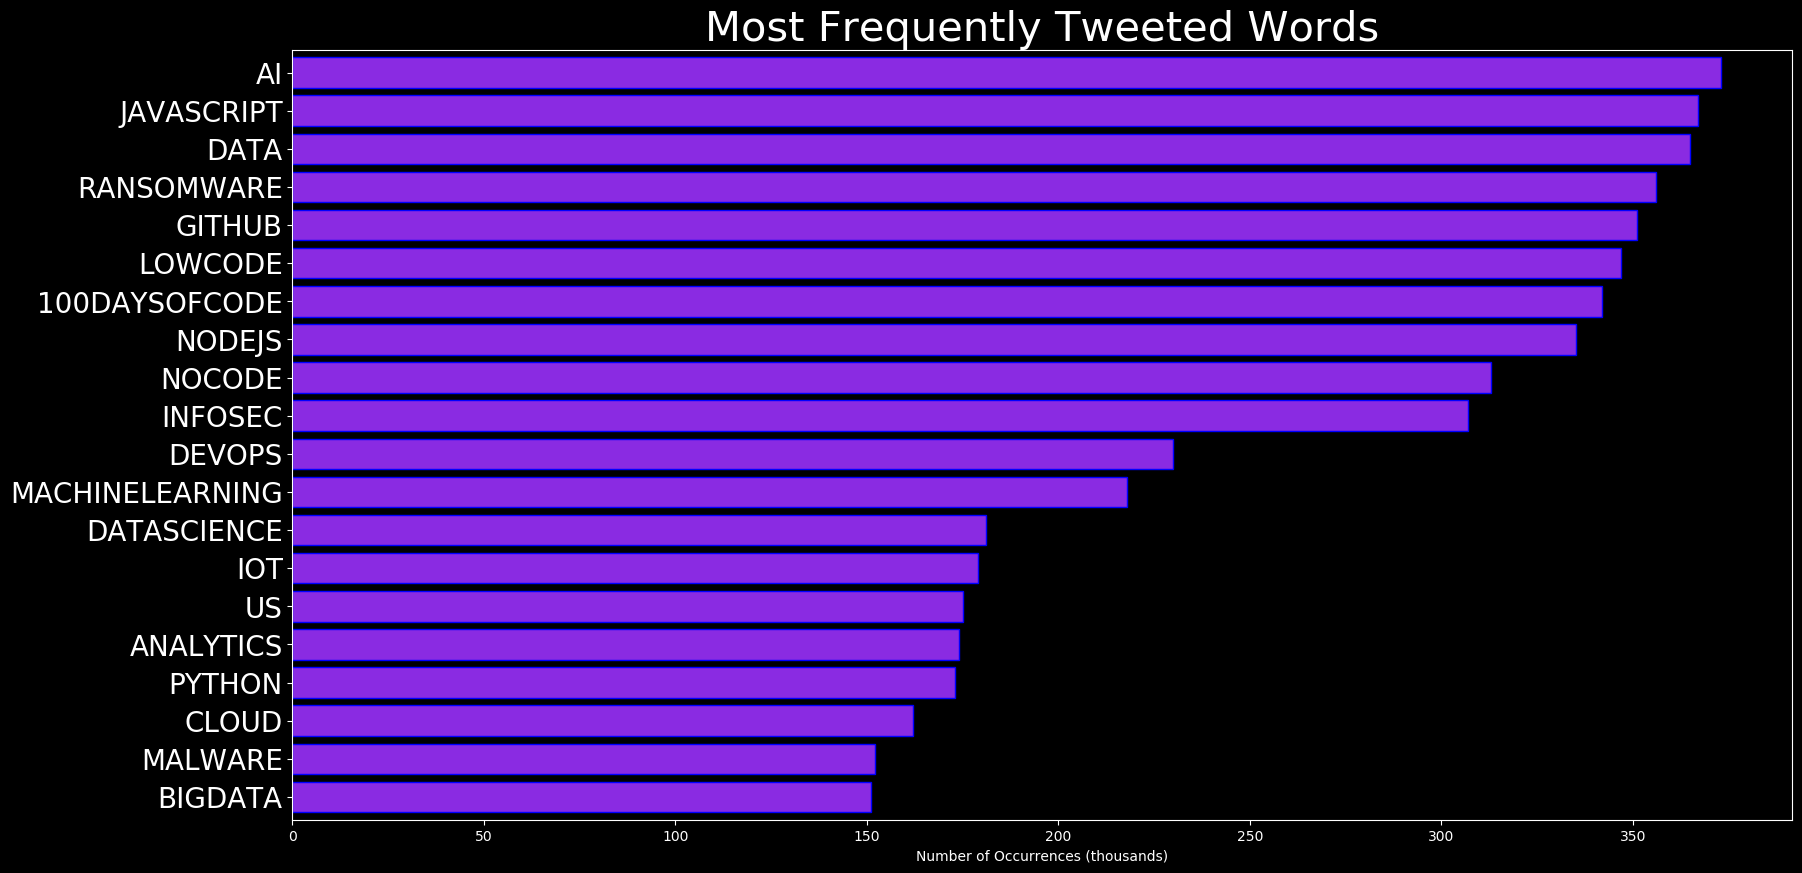 Most Frequently Tweeted Words
AI
JAVASCRIPT
DATA
RANSOMWARE
GITHUB
LOWCODE
100DAYSOFCODE
NODEJS
NOCODE
INFOSEC
DEVOPS
MACHINELEARNING
DATASCIENCE
IOT
US
ANALYTICS
PYTHON
CLOUD
MALWARE
BIGDATA
0 50 100 150 200 250 300 350
Number of Occurrences (thousands)